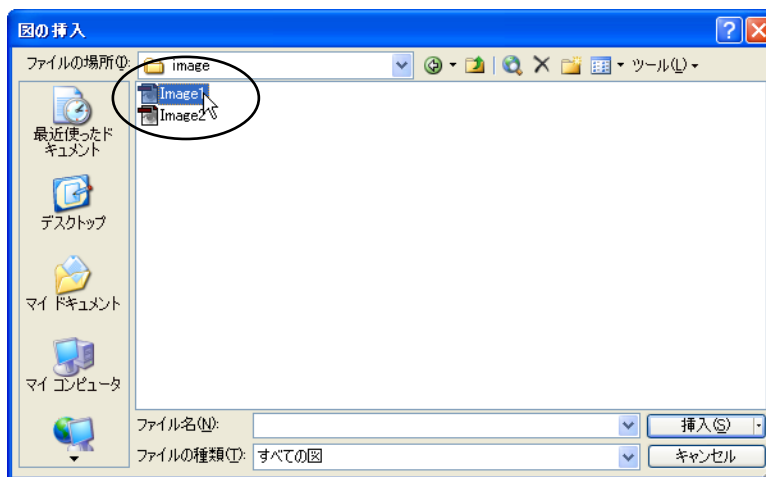 図の挿入
ファイルの場所(I):
image
ツール(L)
Image1
Image2
最近使ったド
キュメント
デスクトップ
マイ ドキュメント
マイ コンピュータ
ファイル名(N):
挿入(S)
ファイルの種類(T):
すべての図
キャンセル